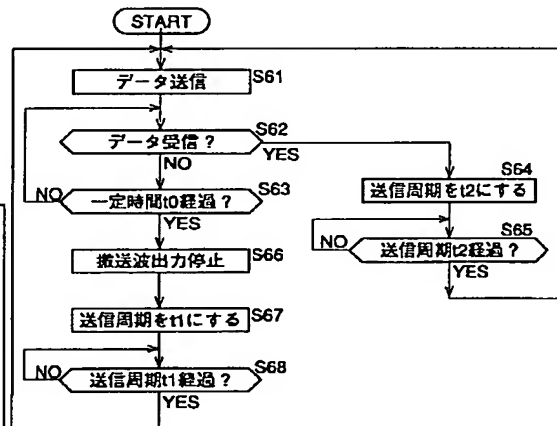 START
データ送信 S61
データ受信？ S62
YES
NO
一定時間t0経過？ S63
NO
YES
搬送波出力停止 S66
送信周期をt1にする S67
送信周期t1経過？ S68
NO
YES
S64
送信周期をt2にする
S65
送信周期t2経過？
NO
YES